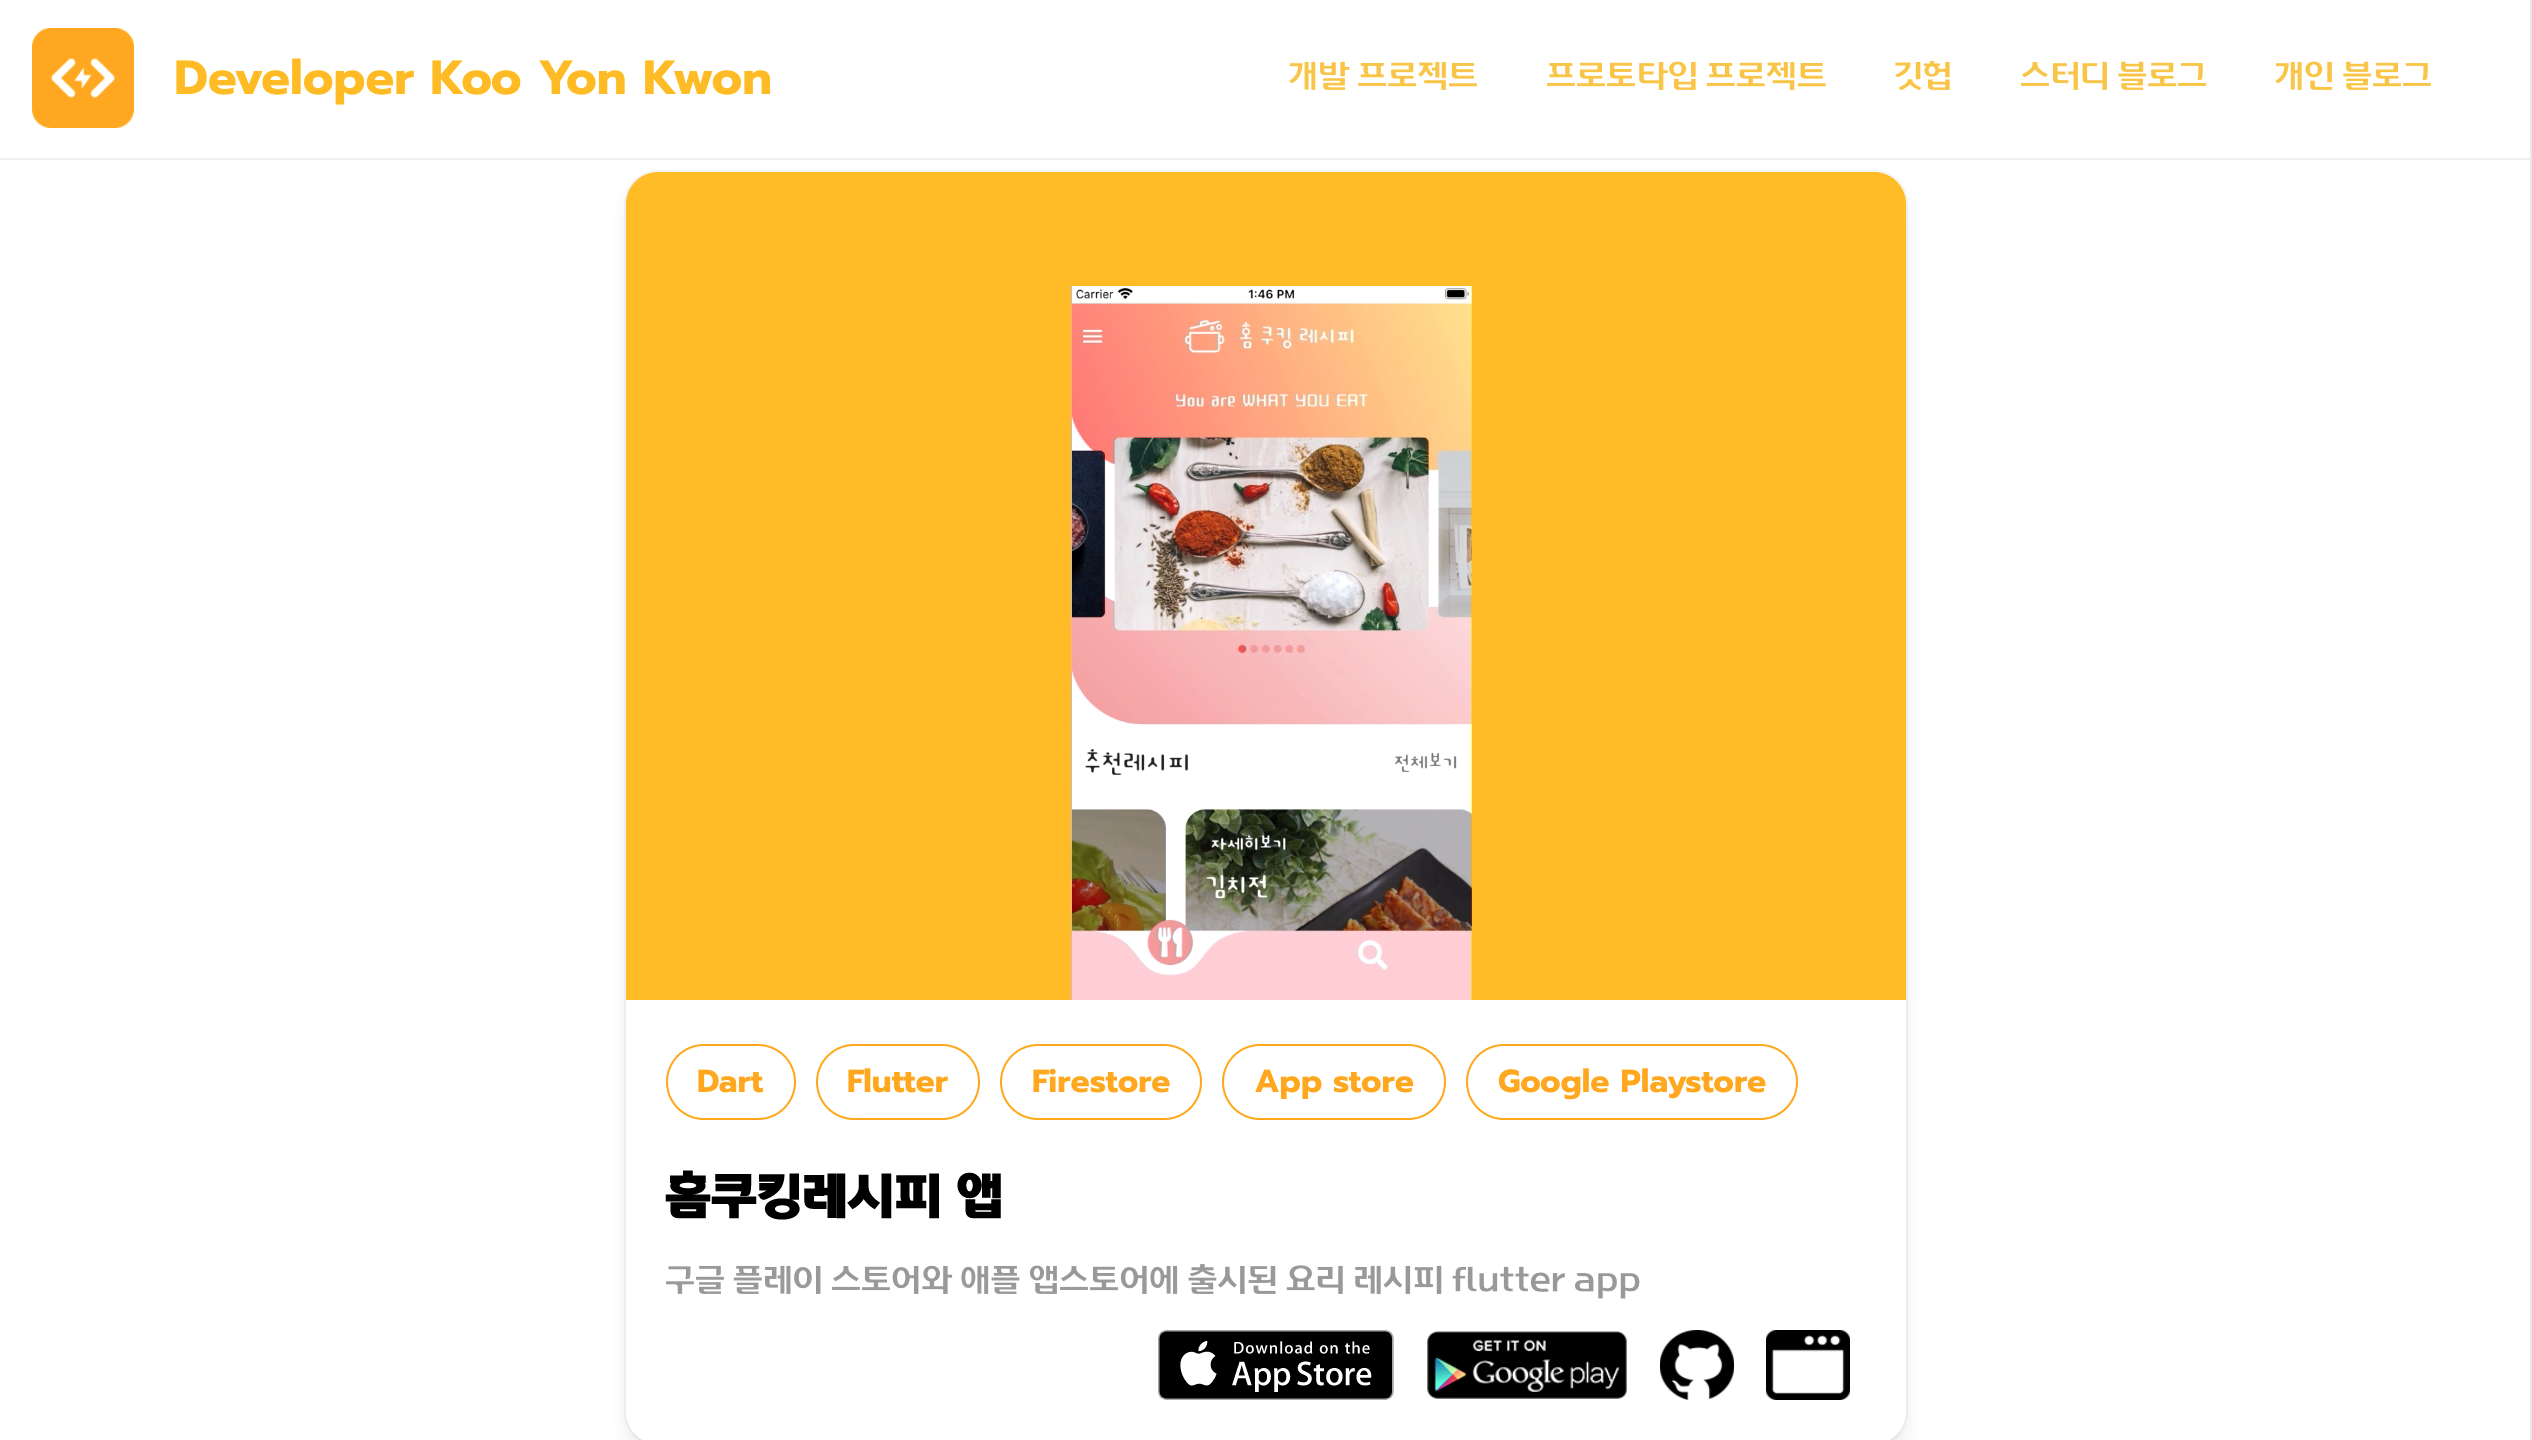 Developer Koo Yon Kwon
개발 프로젝트 프로토타입 프로젝트 깃헙 스터디 블로그 개인 블로그
Carrier 1:46 PM
홈 쿠킹 레시피
You are WHAT YOU EAT
추천레시피 전체보기
자세히보기
김치전
Dart Flutter Firestore App store Google Playstore
홈쿠킹레시피 앱
구글 플레이 스토어와 애플 앱스토어에 출시된 요리 레시피 flutter app
Download on the
App Store
GET IT ON
Google play